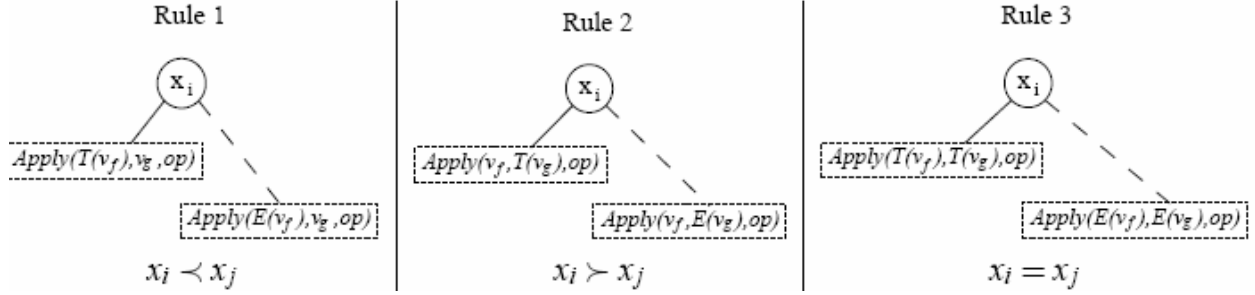 Rule 1
x_i
Apply(T(v_f),v_g,op)
Apply(E(v_f),v_g,op)
x_i ≺ x_j
Rule 2
x_i
Apply(v_f,T(v_g),op)
Apply(v_f,E(v_g),op)
x_i ≻ x_j
Rule 3
x_i
Apply(T(v_f),T(v_g),op)
Apply(E(v_f),E(v_g),op)
x_i = x_j